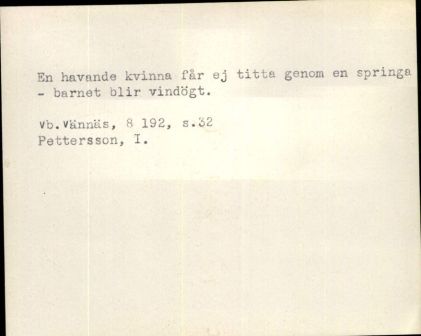 En havande kvinna får ej titta genom en springa
- barnet blir vindögt.
Vb.Vännäs, 8 192, s.32
Pettersson, I.